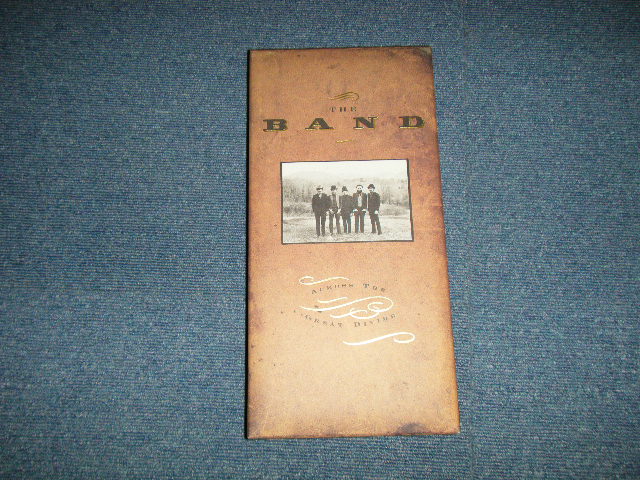 THE
BAND
ACROSS THE
GREAT DIVIDE